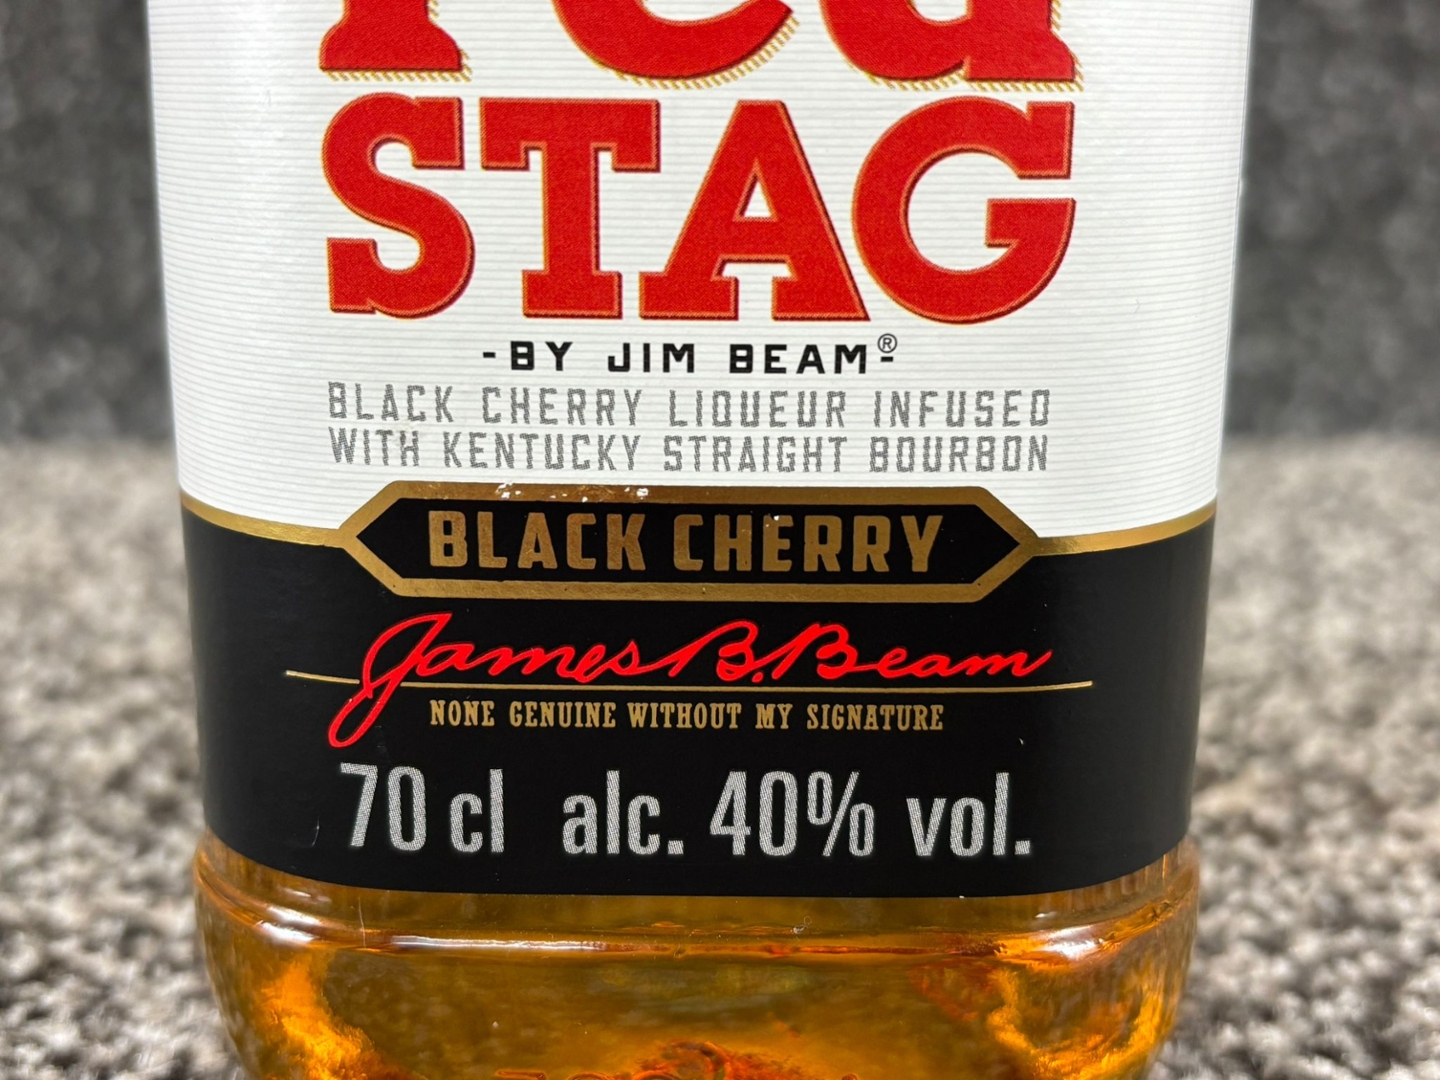 red
STAG
-BY JIM BEAM®-
BLACK CHERRY LIQUEUR INFUSED
WITH KENTUCKY STRAIGHT BOURBON
BLACK CHERRY
James B. Beam
NONE GENUINE WITHOUT MY SIGNATURE
70 cl alc. 40% vol.